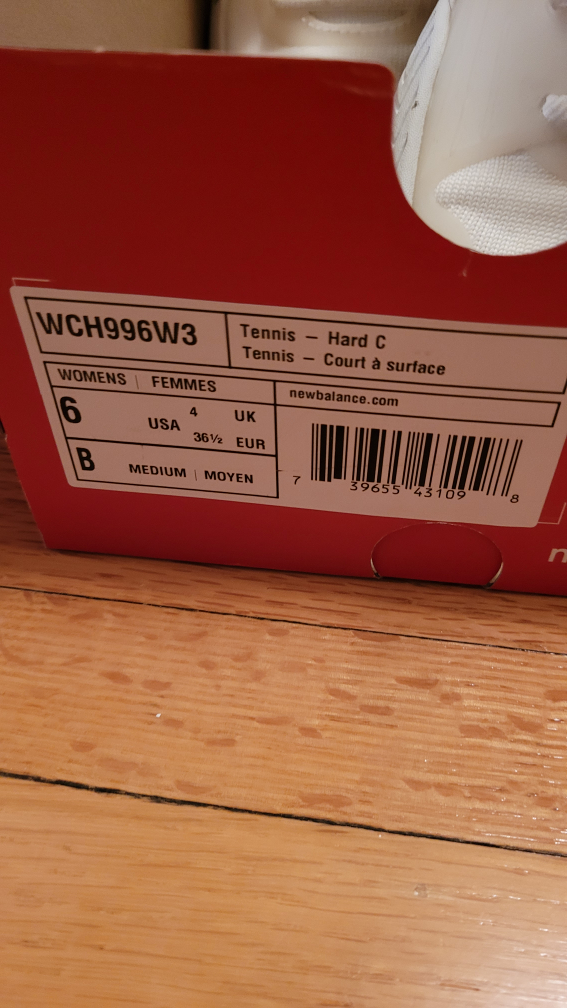 WCH996W3
Tennis – Hard C
Tennis – Court à surface
WOMENS | FEMMES
newbalance.com
6 USA 4 UK
36½ EUR
B MEDIUM | MOYEN
7 39655 43109 8
n